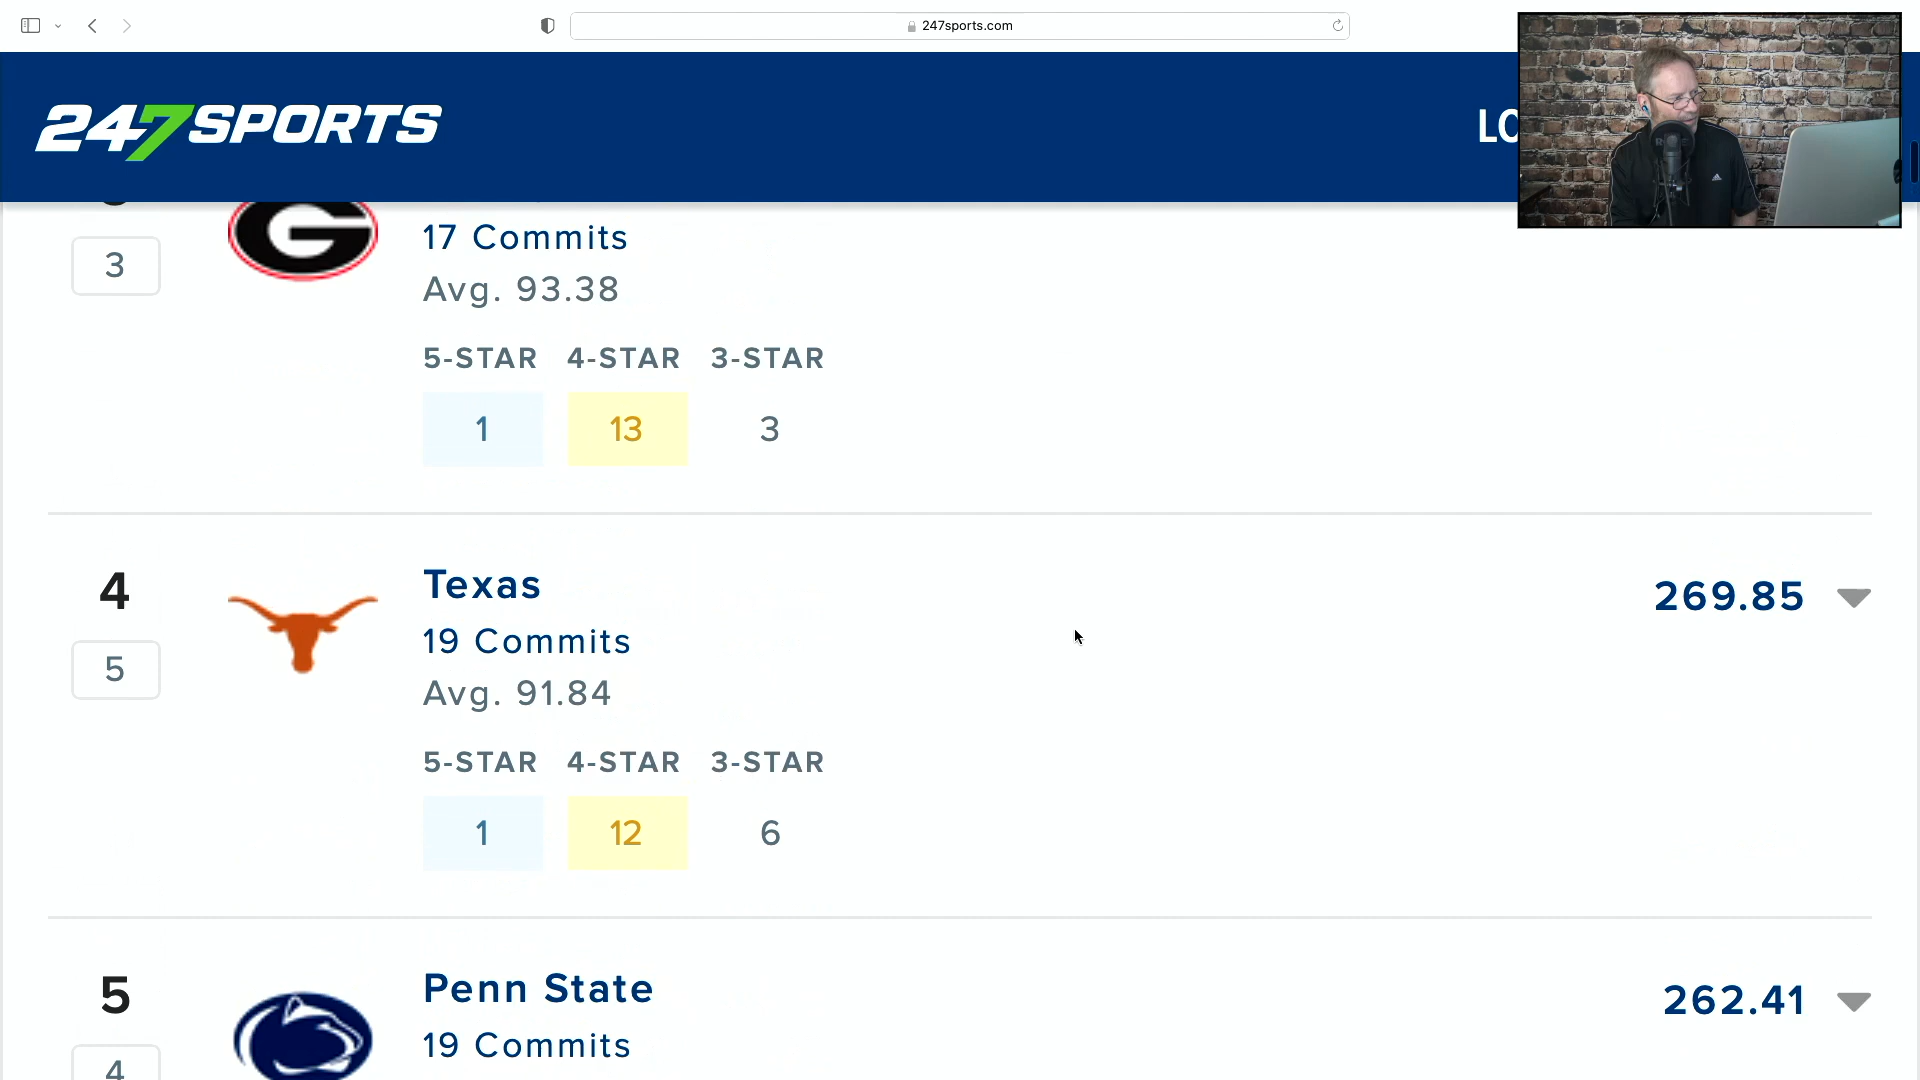 247sports.com
247SPORTS
LO
17 Commits
3
Avg. 93.38
5-STAR 4-STAR 3-STAR
1 13 3
4
Texas
269.85
19 Commits
5
Avg. 91.84
5-STAR 4-STAR 3-STAR
1 12 6
5
Penn State
262.41
19 Commits
4